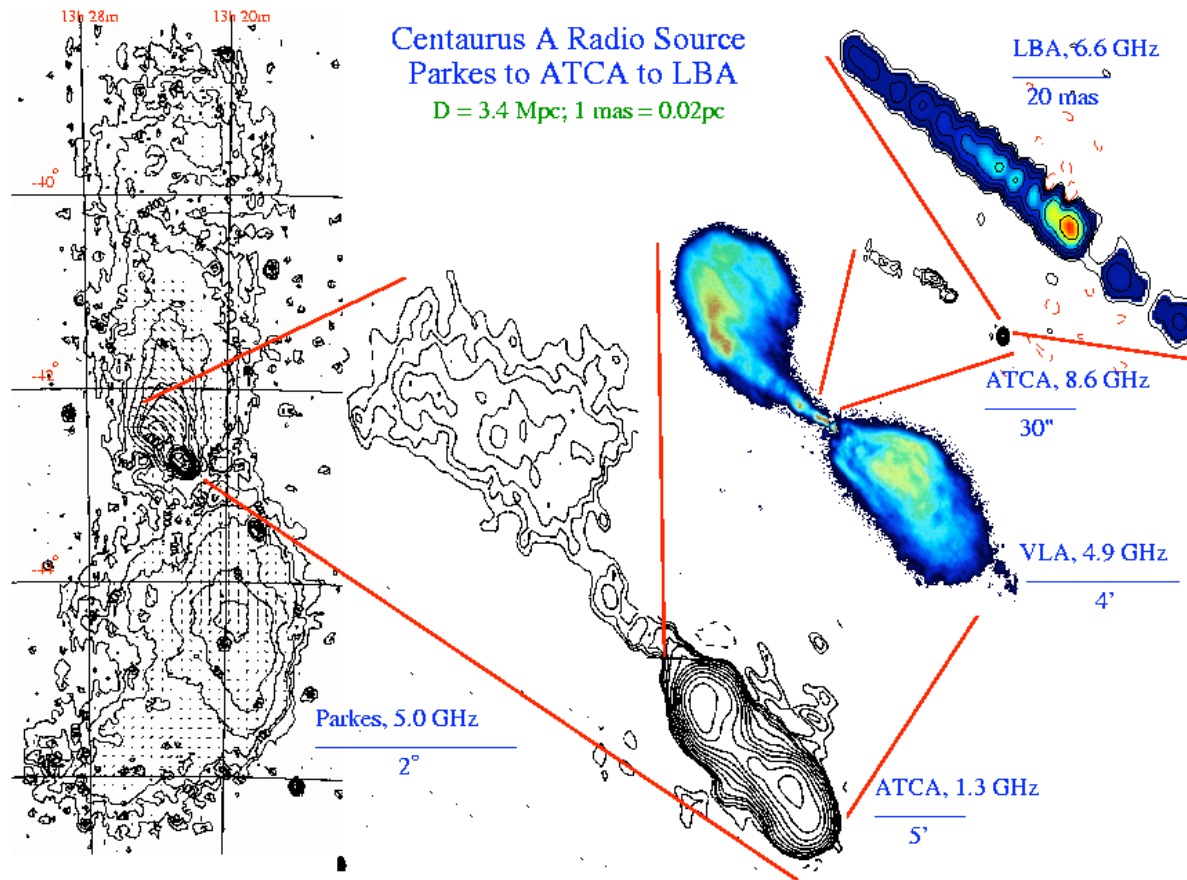 13h 28m
13h 20m
Centaurus A Radio Source
Parkes to ATCA to LBA
D = 3.4 Mpc; 1 mas = 0.02pc
LBA, 6.6 GHz
20 mas
-40°
ATCA, 8.6 GHz
30"
-42°
VLA, 4.9 GHz
4'
-44°
Parkes, 5.0 GHz
2°
ATCA, 1.3 GHz
5'